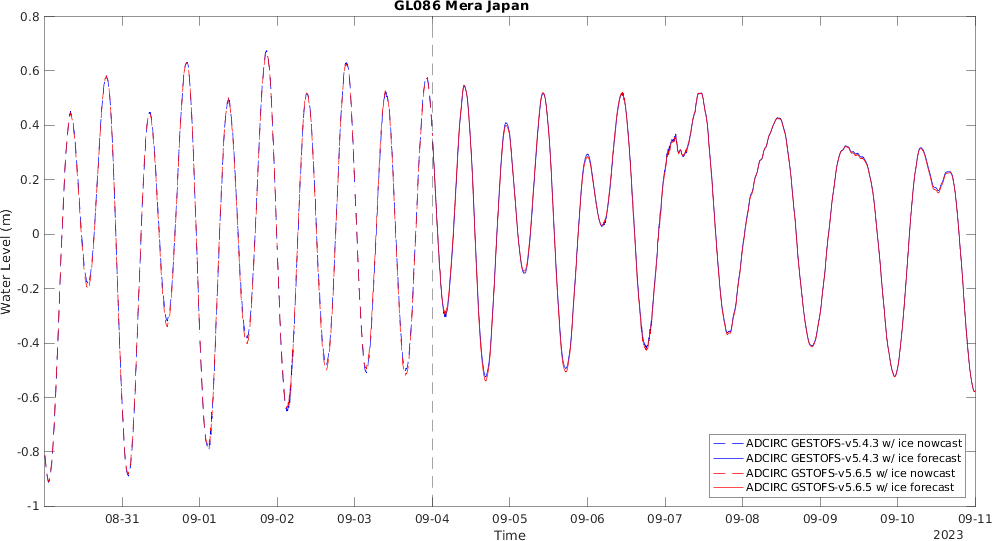 GL086 Mera Japan
0.8
0.6
0.4
0.2
0
-0.2
-0.4
-0.6
-0.8
-1
Water Level (m)
ADCIRC GESTOFS-v5.4.3 w/ ice nowcast
ADCIRC GESTOFS-v5.4.3 w/ ice forecast
ADCIRC GSTOFS-v5.6.5 w/ ice nowcast
ADCIRC GSTOFS-v5.6.5 w/ ice forecast
08-31 09-01 09-02 09-03 09-04 09-05 09-06 09-07 09-08 09-09 09-10 09-11
Time
2023